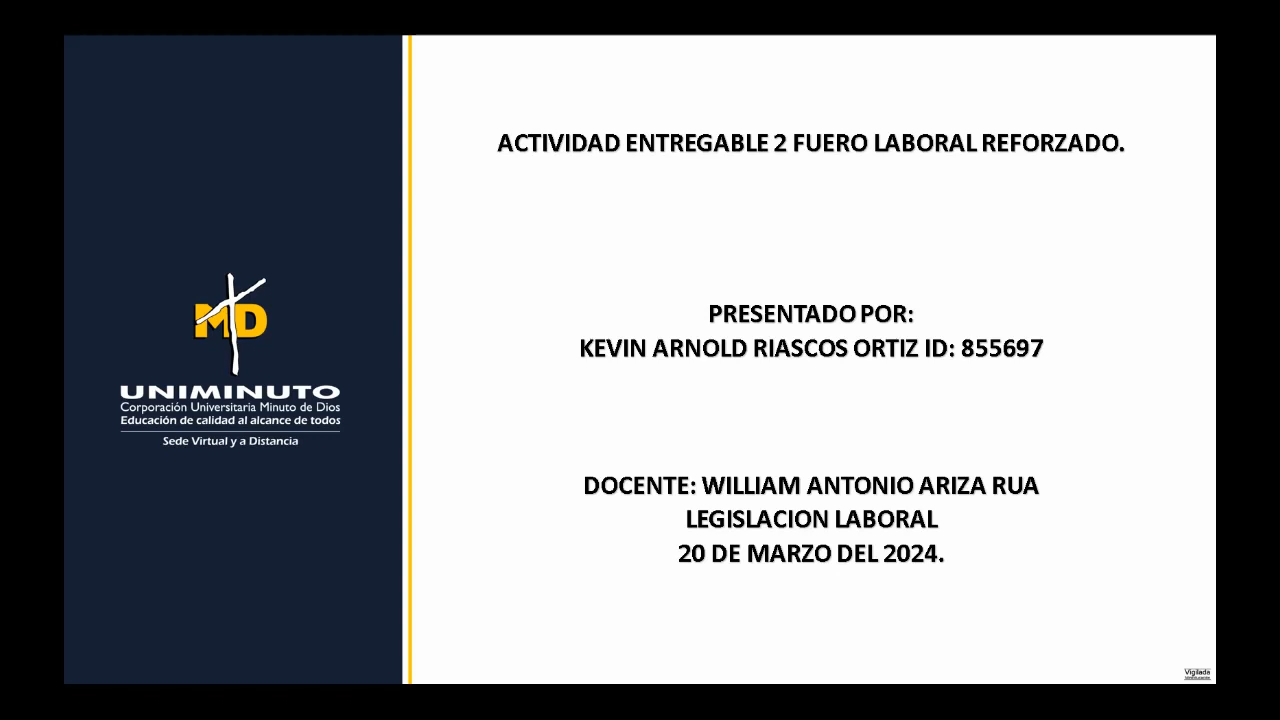 ACTIVIDAD ENTREGABLE 2 FUERO LABORAL REFORZADO.
PRESENTADO POR:
KEVIN ARNOLD RIASCOS ORTIZ ID: 855697
MD
UNIMINUTO
Corporación Universitaria Minuto de Dios
Educación de calidad al alcance de todos
Sede Virtual y a Distancia
DOCENTE: WILLIAM ANTONIO ARIZA RUA
LEGISLACION LABORAL
20 DE MARZO DEL 2024.
Vigilada